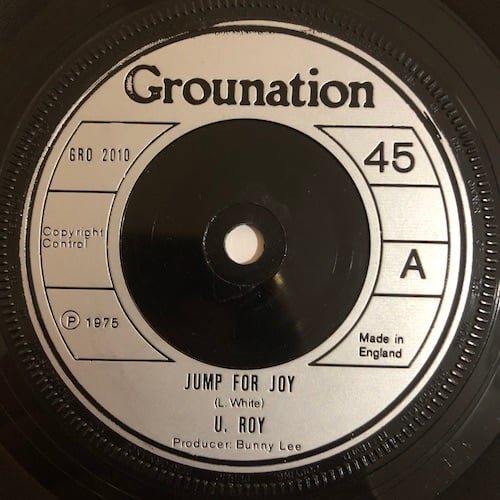 Grounation
GRO 2010
45
Copyright
Control
A
℗ 1975
Made in
England
JUMP FOR JOY
(L. White)
U. ROY
Producer: Bunny Lee